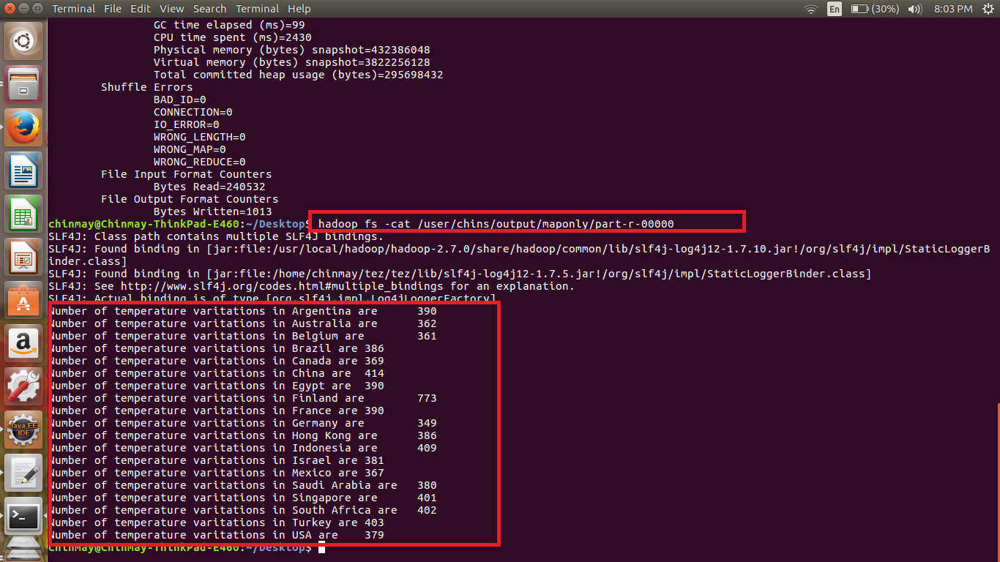 Terminal File Edit View Search Terminal Help En (30%) 8:03 PM
GC time elapsed (ms)=99
CPU time spent (ms)=2430
Physical memory (bytes) snapshot=432386048
Virtual memory (bytes) snapshot=3822256128
Total committed heap usage (bytes)=295698432
Shuffle Errors
BAD_ID=0
CONNECTION=0
IO_ERROR=0
WRONG_LENGTH=0
WRONG_MAP=0
WRONG_REDUCE=0
File Input Format Counters
Bytes Read=240532
File Output Format Counters
Bytes Written=1013
chinmay@Chinmay-ThinkPad-E460:~/Desktop$ hadoop fs -cat /user/chins/output/maponly/part-r-00000
SLF4J: Class path contains multiple SLF4J bindings.
SLF4J: Found binding in [jar:file:/usr/local/hadoop/hadoop-2.7.0/share/hadoop/common/lib/slf4j-log4j12-1.7.10.jar!/org/slf4j/impl/StaticLoggerB
inder.class]
SLF4J: Found binding in [jar:file:/home/chinmay/tez/tez/lib/slf4j-log4j12-1.7.5.jar!/org/slf4j/impl/StaticLoggerBinder.class]
SLF4J: See http://www.slf4j.org/codes.html#multiple_bindings for an explanation.
SLF4J: Actual binding is of type [org.slf4j.impl.Log4jLoggerFactory]
Number of temperature varitations in Argentina are 390
Number of temperature varitations in Australia are 362
Number of temperature varitations in Belgium are 361
Number of temperature varitations in Brazil are 386
Number of temperature varitations in Canada are 369
Number of temperature varitations in China are 414
Number of temperature varitations in Egypt are 390
Number of temperature varitations in Finland are 773
Number of temperature varitations in France are 390
Number of temperature varitations in Germany are 349
Number of temperature varitations in Hong Kong are 386
Number of temperature varitations in Indonesia are 409
Number of temperature varitations in Israel are 381
Number of temperature varitations in Mexico are 367
Number of temperature varitations in Saudi Arabia are 380
Number of temperature varitations in Singapore are 401
Number of temperature varitations in South Africa are 402
Number of temperature varitations in Turkey are 403
Number of temperature varitations in USA are 379
chinmay@Chinmay-ThinkPad-E460:~/Desktop$
A
a
Java EE
IDE
>_